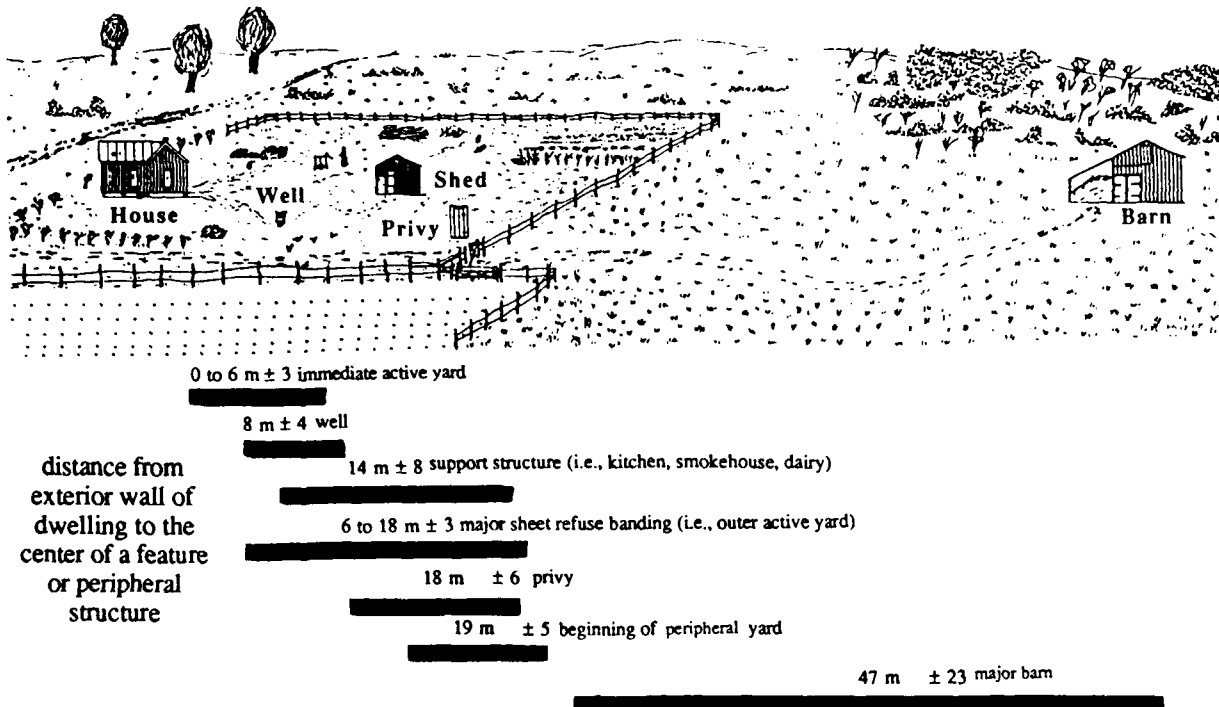 House
Well
Shed
Privy
Barn
0 to 6 m ± 3 immediate active yard
8 m ± 4 well
14 m ± 8 support structure (i.e., kitchen, smokehouse, dairy)
6 to 18 m ± 3 major sheet refuse banding (i.e., outer active yard)
18 m ± 6 privy
19 m ± 5 beginning of peripheral yard
47 m ± 23 major barn
distance from
exterior wall of
dwelling to the
center of a feature
or peripheral
structure